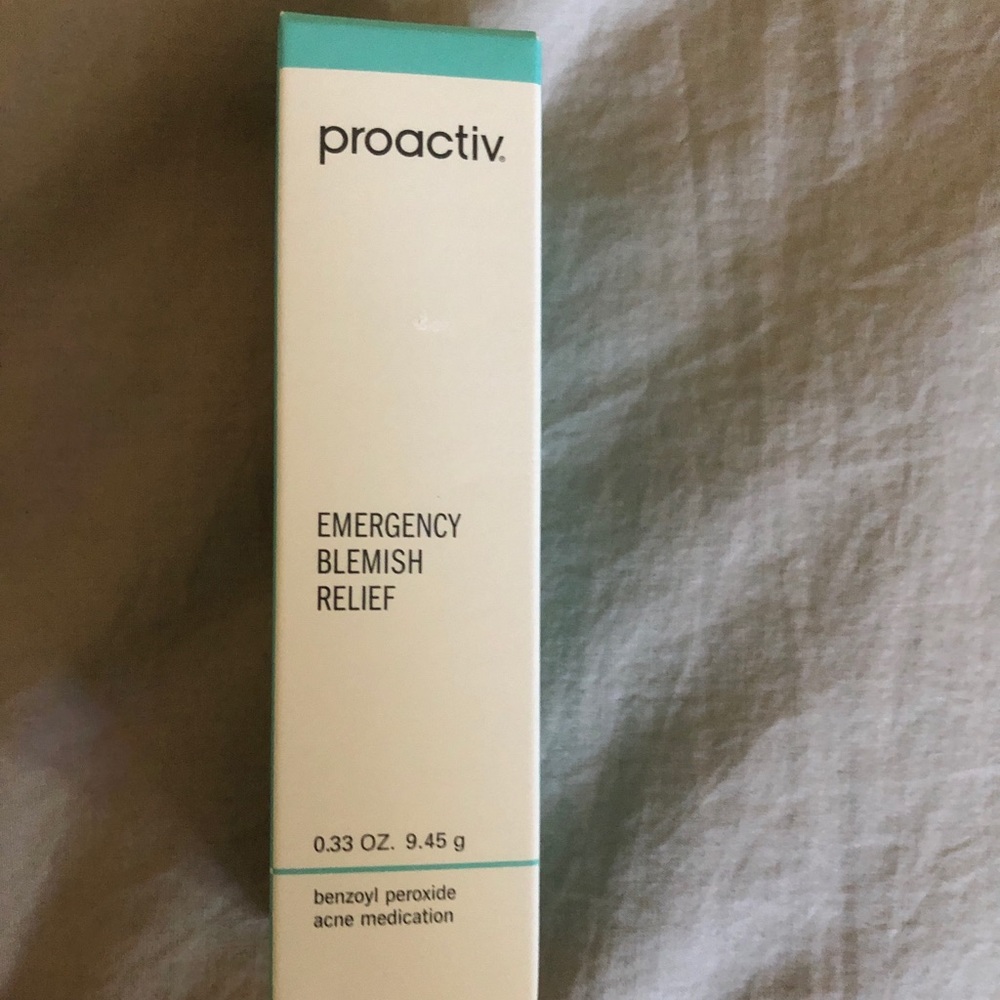 proactiv®
EMERGENCY
BLEMISH
RELIEF
0.33 OZ. 9.45 g
benzoyl peroxide
acne medication